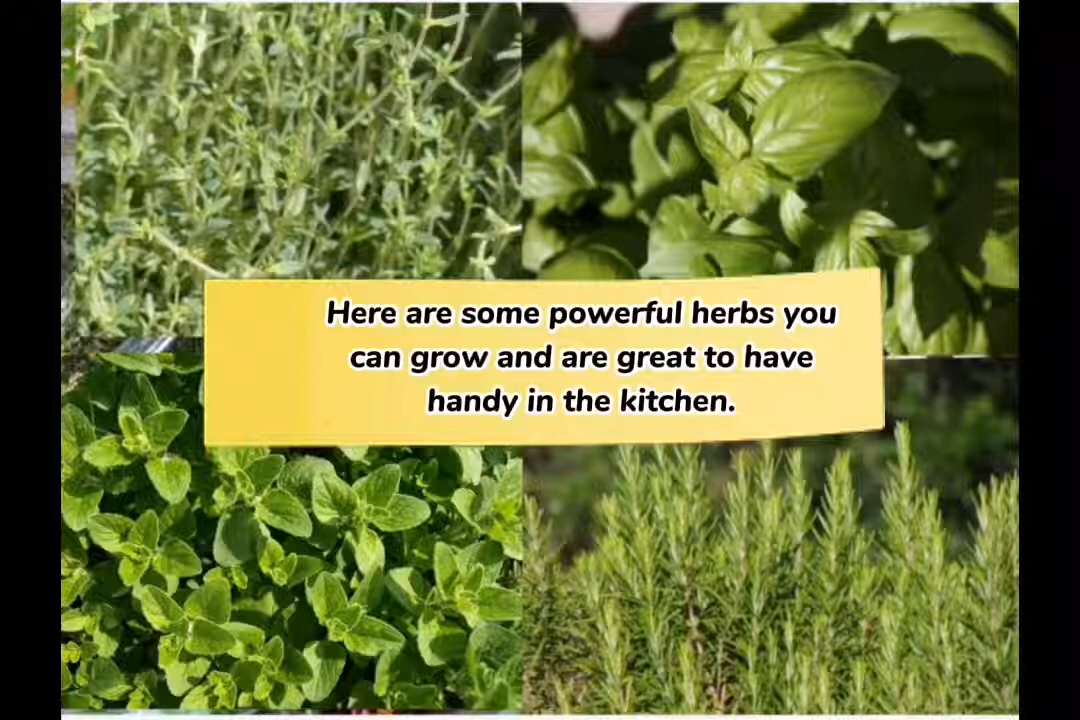 Here are some powerful herbs you
can grow and are great to have
handy in the kitchen.